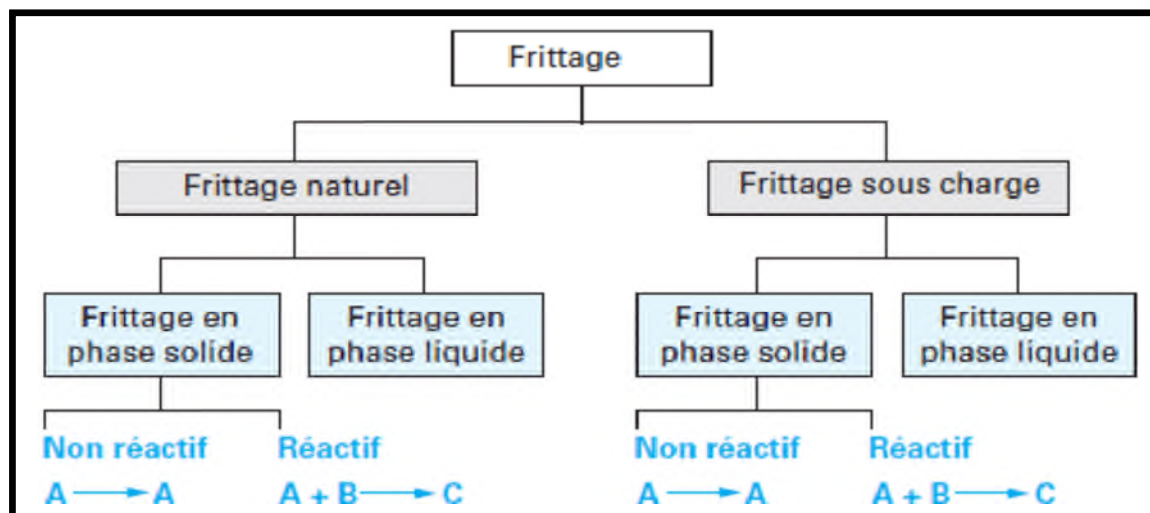 Frittage
Frittage naturel
Frittage sous charge
Frittage en
phase solide
Frittage en
phase liquide
Frittage en
phase solide
Frittage en
phase liquide
Non réactif
Réactif
Non réactif
Réactif
A → A
A + B → C
A → A
A + B → C